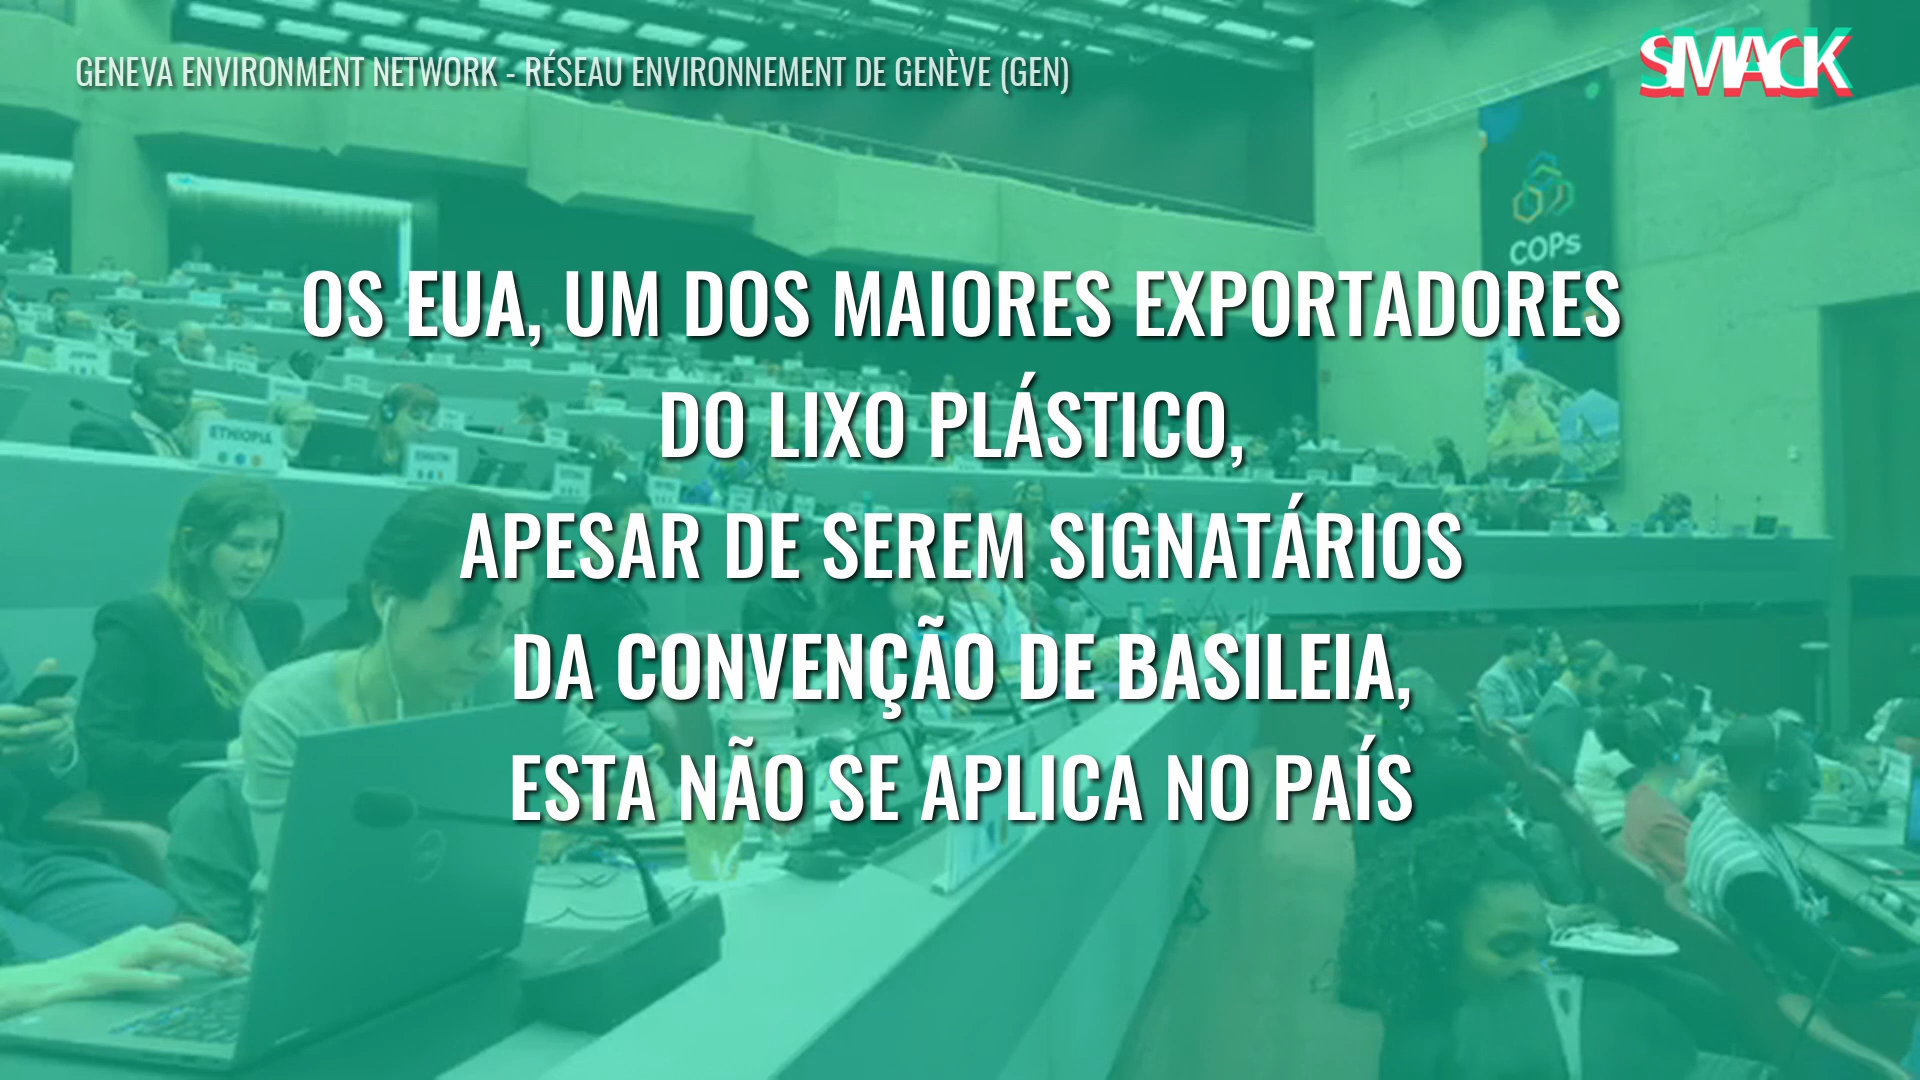 GENEVA ENVIRONMENT NETWORK - RÉSEAU ENVIRONNEMENT DE GENÈVE (GEN)
SMACK
COPs
OS EUA, UM DOS MAIORES EXPORTADORES
DO LIXO PLÁSTICO,
ETHIOPIA
APESAR DE SEREM SIGNATÁRIOS
DA CONVENÇÃO DE BASILEIA,
ESTA NÃO SE APLICA NO PAÍS